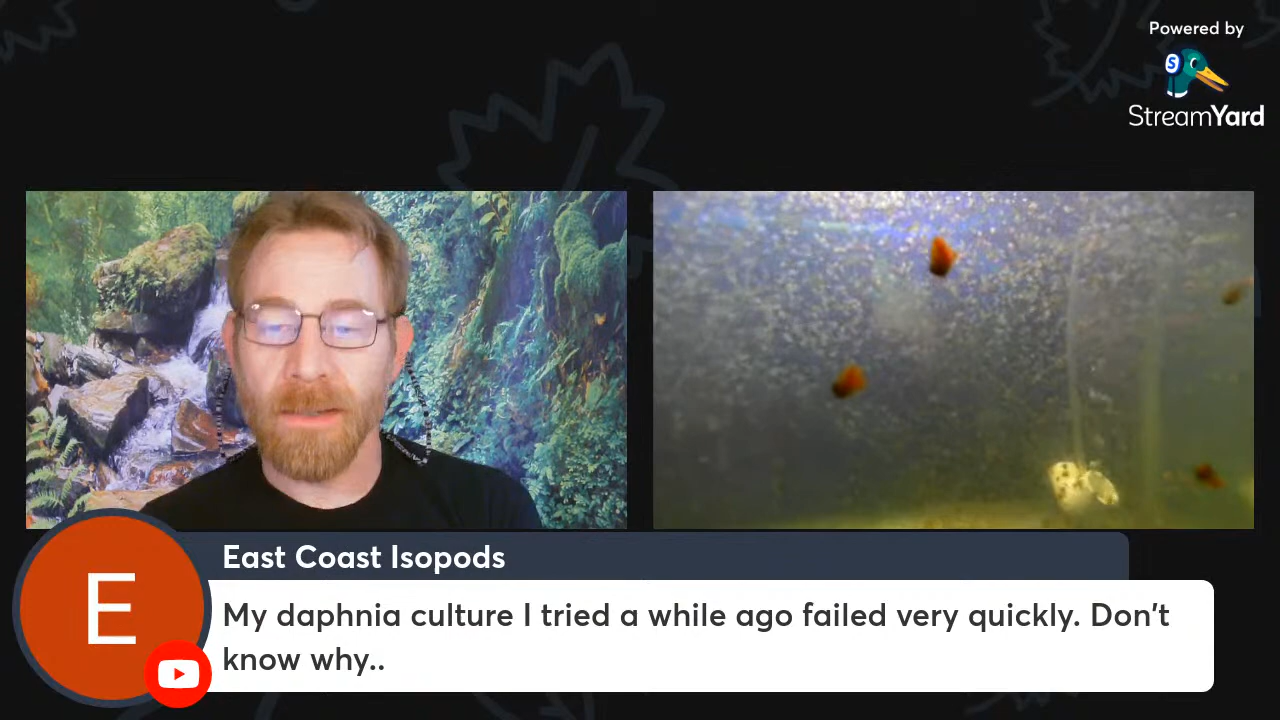 Powered by
S
StreamYard
East Coast Isopods
E
My daphnia culture I tried a while ago failed very quickly. Don't
know why..